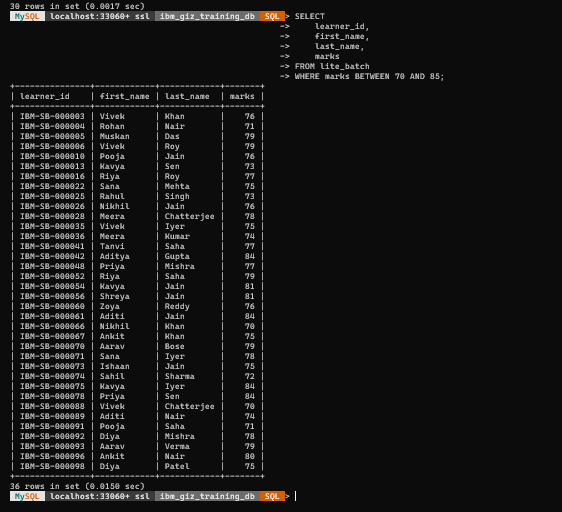 30 rows in set (0.0017 sec)
MySQL localhost:33060+ ssl ibm_giz_training_db SQL > SELECT
-> learner_id,
-> first_name,
-> last_name,
-> marks
-> FROM lite_batch
-> WHERE marks BETWEEN 70 AND 85;
+---------------+------------+------------+-------+
| learner_id | first_name | last_name | marks |
+---------------+------------+------------+-------+
| IBM-SB-000003 | Vivek | Khan | 76 |
| IBM-SB-000004 | Rohan | Nair | 71 |
| IBM-SB-000005 | Muskan | Das | 79 |
| IBM-SB-000006 | Vivek | Roy | 79 |
| IBM-SB-000010 | Pooja | Jain | 76 |
| IBM-SB-000013 | Kavya | Sen | 73 |
| IBM-SB-000016 | Riya | Roy | 77 |
| IBM-SB-000022 | Sana | Mehta | 75 |
| IBM-SB-000025 | Rahul | Singh | 73 |
| IBM-SB-000026 | Nikhil | Jain | 76 |
| IBM-SB-000028 | Meera | Chatterjee | 78 |
| IBM-SB-000035 | Vivek | Iyer | 75 |
| IBM-SB-000036 | Meera | Kumar | 74 |
| IBM-SB-000041 | Tanvi | Saha | 77 |
| IBM-SB-000042 | Aditya | Gupta | 84 |
| IBM-SB-000048 | Priya | Mishra | 77 |
| IBM-SB-000052 | Riya | Saha | 79 |
| IBM-SB-000054 | Kavya | Jain | 81 |
| IBM-SB-000056 | Shreya | Jain | 81 |
| IBM-SB-000060 | Zoya | Reddy | 76 |
| IBM-SB-000061 | Aditi | Jain | 84 |
| IBM-SB-000066 | Nikhil | Khan | 70 |
| IBM-SB-000067 | Ankit | Khan | 75 |
| IBM-SB-000070 | Aarav | Bose | 79 |
| IBM-SB-000071 | Sana | Iyer | 78 |
| IBM-SB-000073 | Ishaan | Jain | 75 |
| IBM-SB-000074 | Sahil | Sharma | 72 |
| IBM-SB-000075 | Kavya | Iyer | 84 |
| IBM-SB-000078 | Priya | Sen | 84 |
| IBM-SB-000088 | Vivek | Chatterjee | 70 |
| IBM-SB-000089 | Aditi | Nair | 74 |
| IBM-SB-000091 | Pooja | Saha | 71 |
| IBM-SB-000092 | Diya | Mishra | 78 |
| IBM-SB-000093 | Aarav | Verma | 79 |
| IBM-SB-000096 | Ankit | Nair | 80 |
| IBM-SB-000098 | Diya | Patel | 75 |
+---------------+------------+------------+-------+
36 rows in set (0.0150 sec)
MySQL localhost:33060+ ssl ibm_giz_training_db SQL >